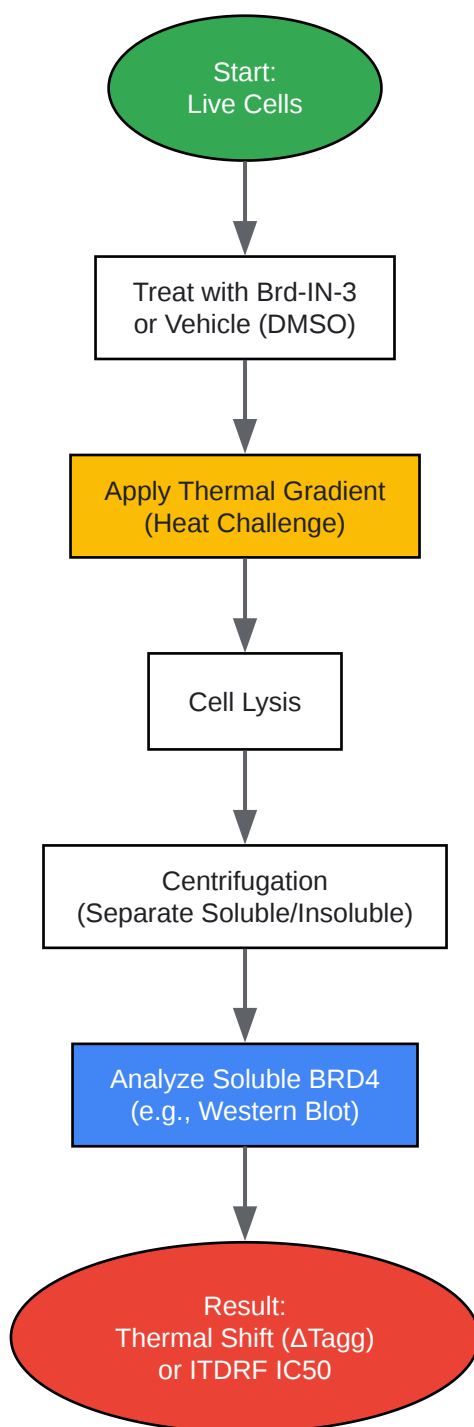 Start:
Live Cells
Treat with Brd-IN-3
or Vehicle (DMSO)
Apply Thermal Gradient
(Heat Challenge)
Cell Lysis
Centrifugation
(Separate Soluble/Insoluble)
Analyze Soluble BRD4
(e.g., Western Blot)
Result:
Thermal Shift (ΔTagg)
or ITDRF IC50